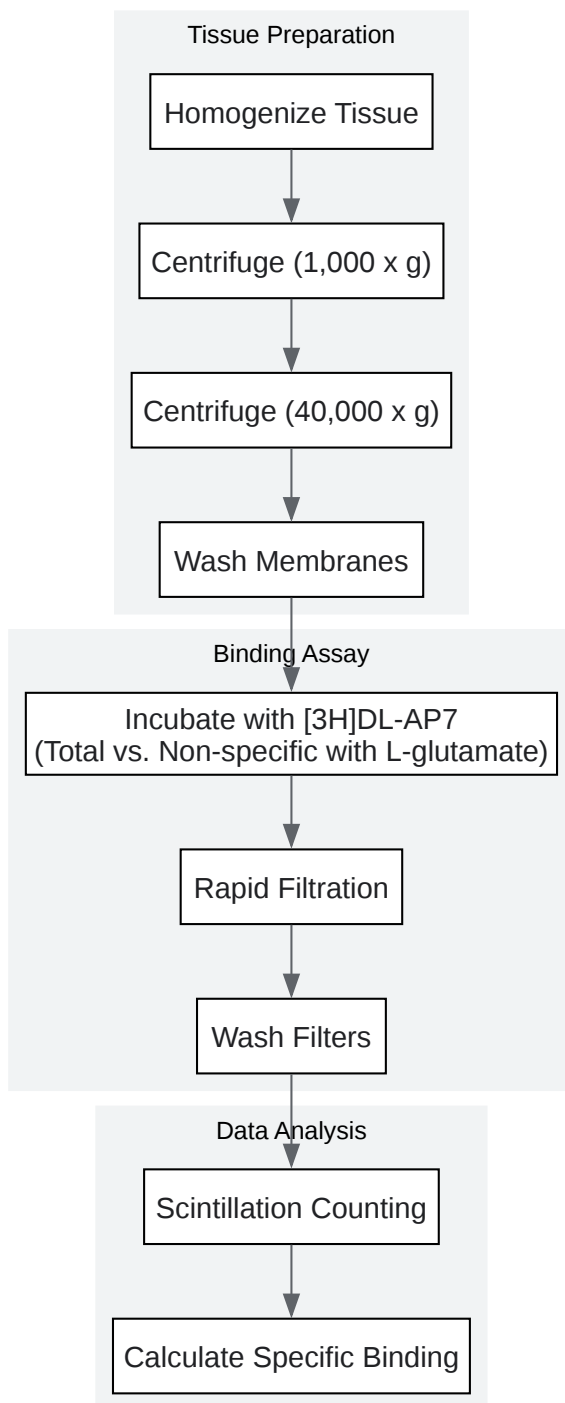 Tissue Preparation
Homogenize Tissue
Centrifuge (1,000 x g)
Centrifuge (40,000 x g)
Wash Membranes
Binding Assay
Incubate with [3H]DL-AP7
(Total vs. Non-specific with L-glutamate)
Rapid Filtration
Wash Filters
Data Analysis
Scintillation Counting
Calculate Specific Binding